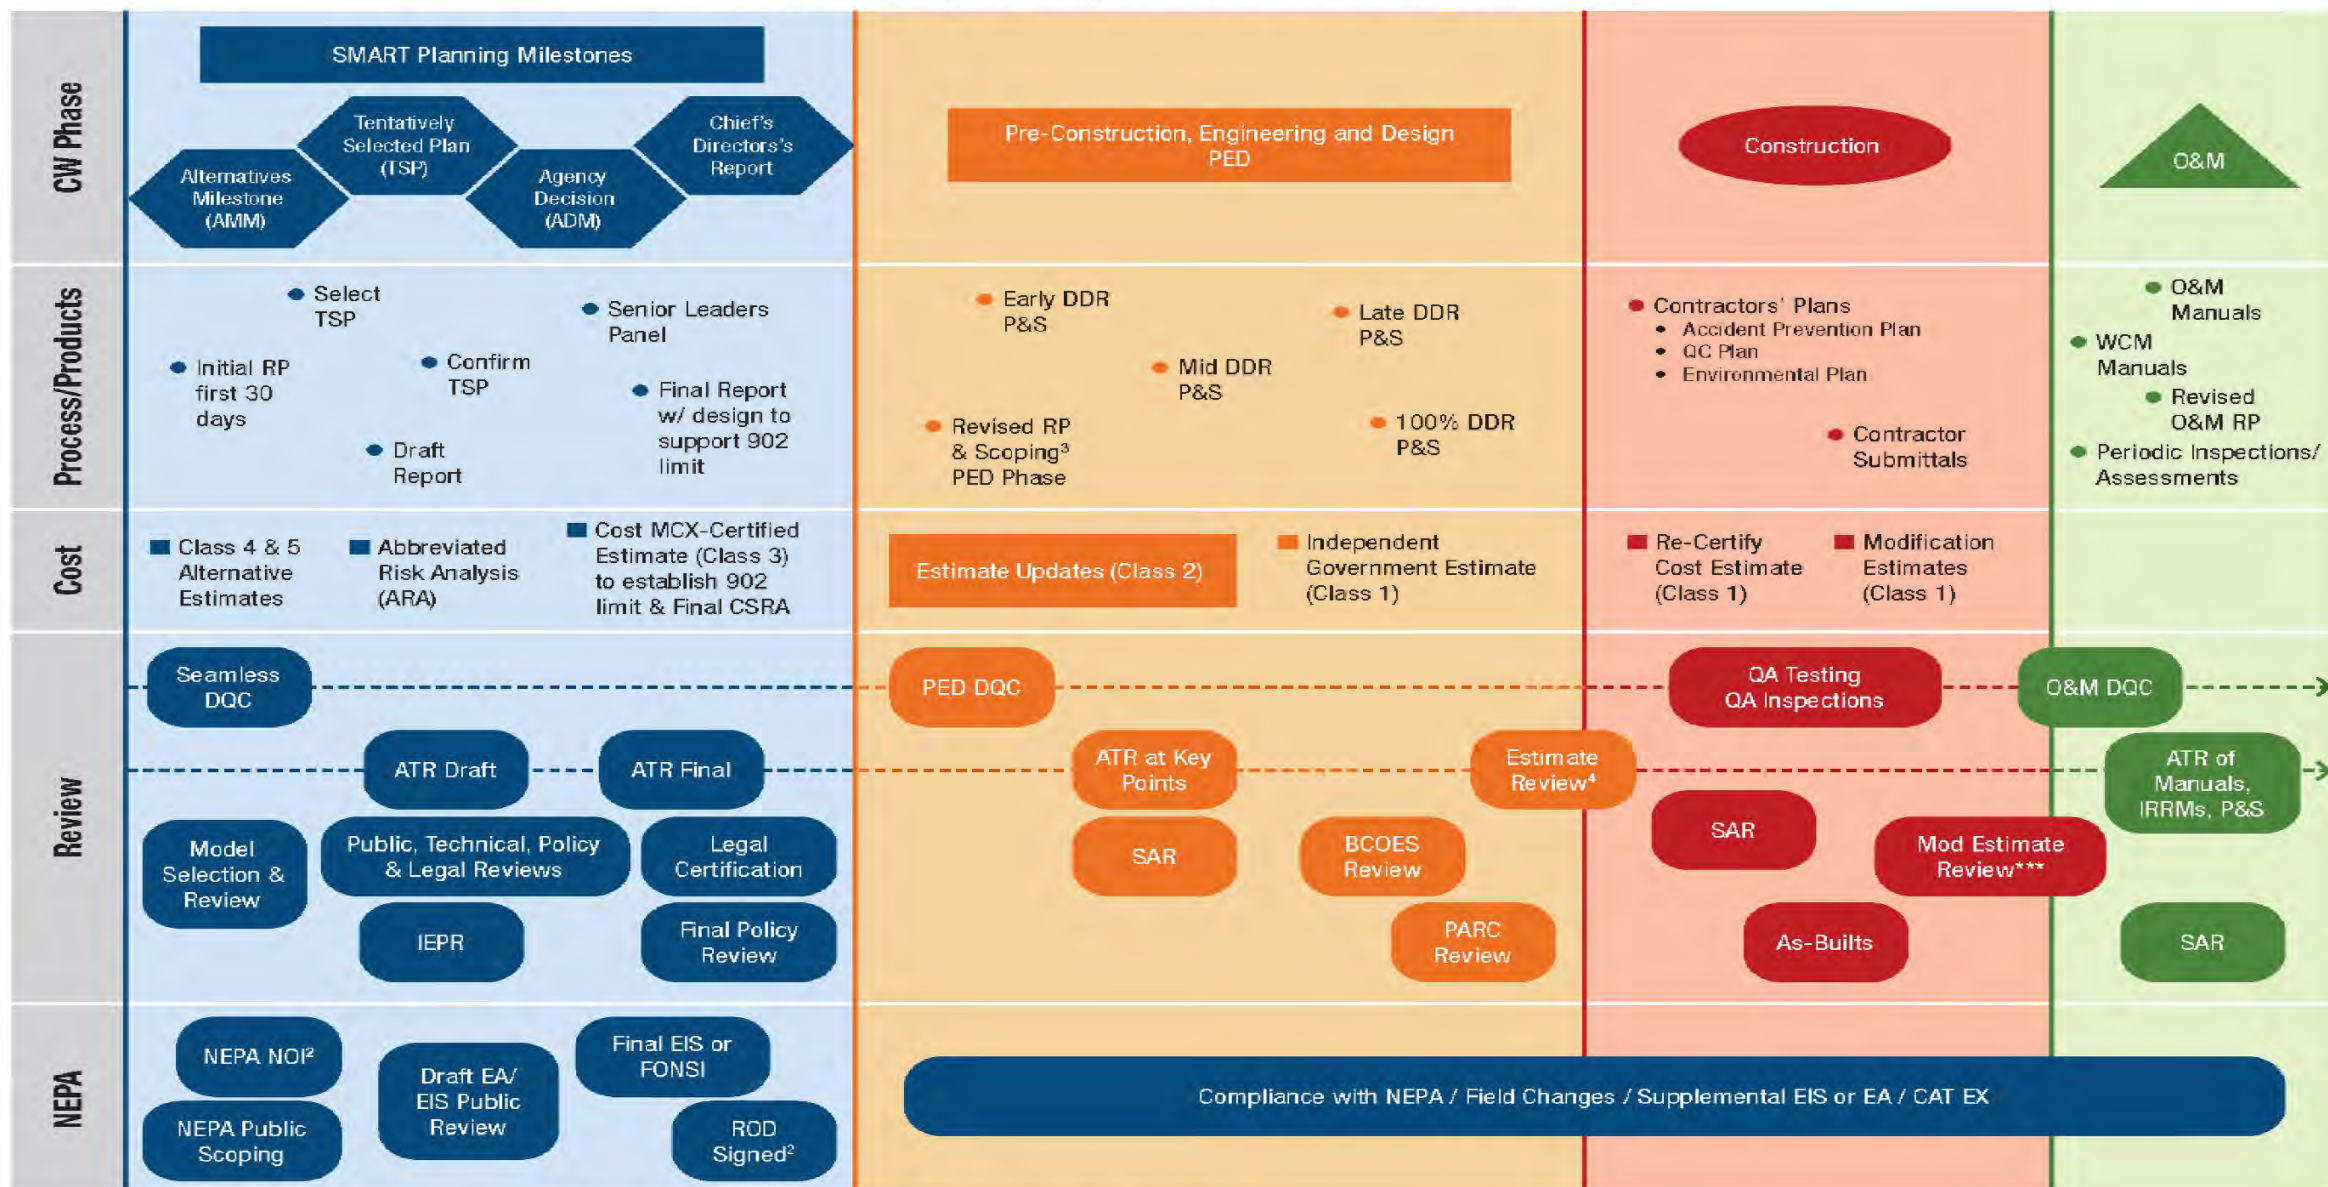 CW Phase
SMART Planning Milestones
Alternatives
Milestone
(AMM)
Tentatively
Selected Plan
(TSP)
Agency
Decision
(ADM)
Chief's
Directors's
Report
Pre-Construction, Engineering and Design
PED
Construction
O&M
Process/Products
Select
TSP
Initial RP
first 30
days
Confirm
TSP
Draft
Report
Senior Leaders
Panel
Final Report
w/ design to
support 902
limit
Early DDR
P&S
Late DDR
P&S
Mid DDR
P&S
Revised RP
& Scoping³
PED Phase
100% DDR
P&S
Contractors' Plans
Accident Prevention Plan
QC Plan
Environmental Plan
Contractor
Submittals
O&M
Manuals
WCM
Manuals
Revised
O&M RP
Periodic Inspections/
Assessments
Cost
Class 4 & 5
Alternative
Estimates
Abbreviated
Risk Analysis
(ARA)
Cost MCX-Certified
Estimate (Class 3)
to establish 902
limit & Final CSRA
Estimate Updates (Class 2)
Independent
Government Estimate
(Class 1)
Re-Certify
Cost Estimate
(Class 1)
Modification
Estimates
(Class 1)
Review
Seamless
DQC
PED DQC
QA Testing
QA Inspections
O&M DQC
ATR Draft
ATR Final
ATR at Key
Points
Estimate
Review⁴
ATR of
Manuals,
IRRMs, P&S
Model
Selection &
Review
Public, Technical, Policy
& Legal Reviews
Legal
Certification
SAR
BCOES
Review
SAR
Mod Estimate
Review***
IEPR
Final Policy
Review
PARC
Review
As-Builts
SAR
NEPA
NEPA NOI²
NEPA Public
Scoping
Draft EA/
EIS Public
Review
Final EIS or
FONSI
ROD
Signed²
Compliance with NEPA / Field Changes / Supplemental EIS or EA / CAT EX